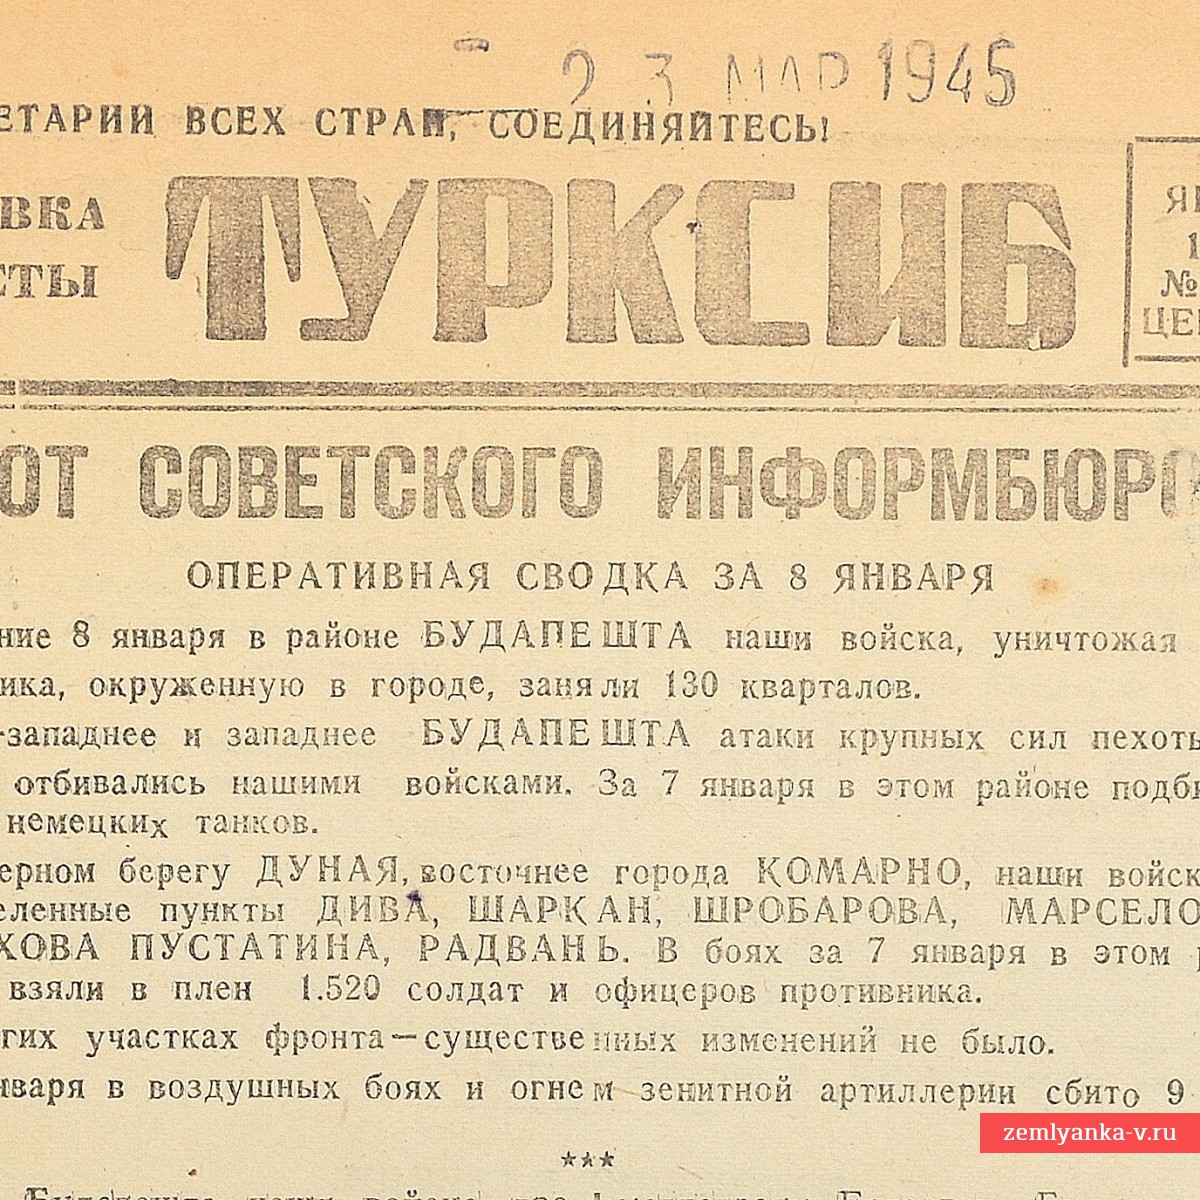 23 МАР 1945
ЕТАРИИ ВСЕХ СТРАН, СОЕДИНЯЙТЕСЬ!
ВКА
ЕТЫ
ТУРКСИБ
ЯН
1
№
ЦЕН
ОТ СОВЕТСКОГО ИНФОРМБЮРО
ОПЕРАТИВНАЯ СВОДКА ЗА 8 ЯНВАРЯ
ние 8 января в районе БУДАПЕШТА наши войска, уничтожая
ика, окруженную в городе, заняли 130 кварталов.
-западнее и западнее БУДАПЕШТА атаки крупных сил пехоты
отбивались нашими войсками. За 7 января в этом районе подби
немецких танков.
ерном берегу ДУНАЯ, восточнее города КОМАРНО, наши войск
еленные пункты ДИВА, ШАРКАН, ШРОБАРОВА, МАРСЕЛО
ХОВА ПУСТАТИНА, РАДВАНЬ. В боях за 7 января в этом р
взяли в плен 1.520 солдат и офицеров противника.
гих участках фронта—существенных изменений не было.
нваря в воздушных боях и огнем зенитной артиллерии сбито 9
zemlyanka-v.ru
***